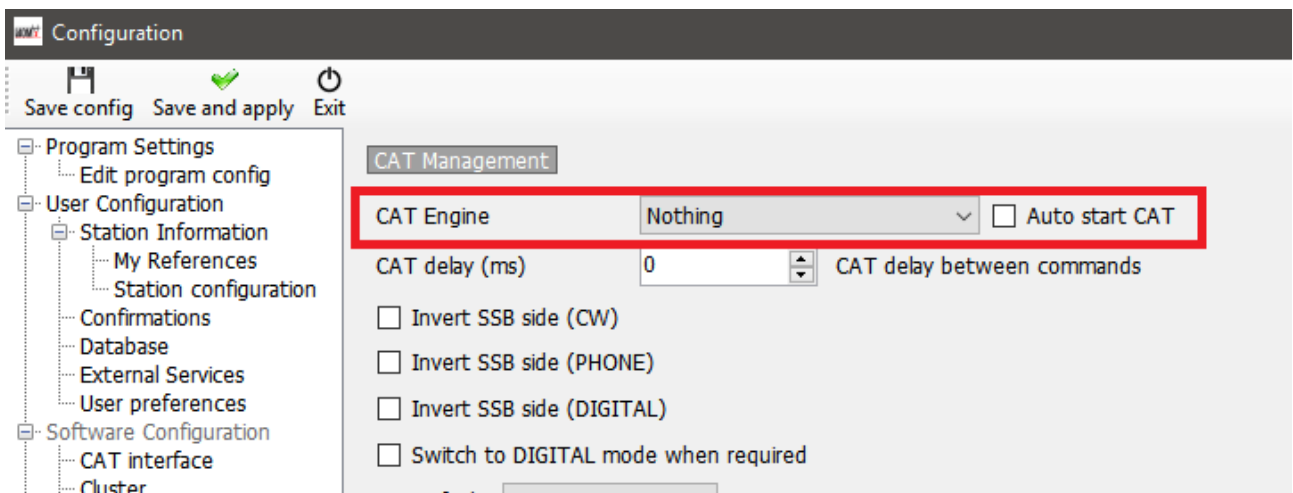 Configuration
Save config Save and apply Exit
Program Settings
Edit program config
User Configuration
Station Information
My References
Station configuration
Confirmations
Database
External Services
User preferences
Software Configuration
CAT interface
Cluster
CAT Management
CAT Engine Nothing Auto start CAT
CAT delay (ms) 0 CAT delay between commands
Invert SSB side (CW)
Invert SSB side (PHONE)
Invert SSB side (DIGITAL)
Switch to DIGITAL mode when required